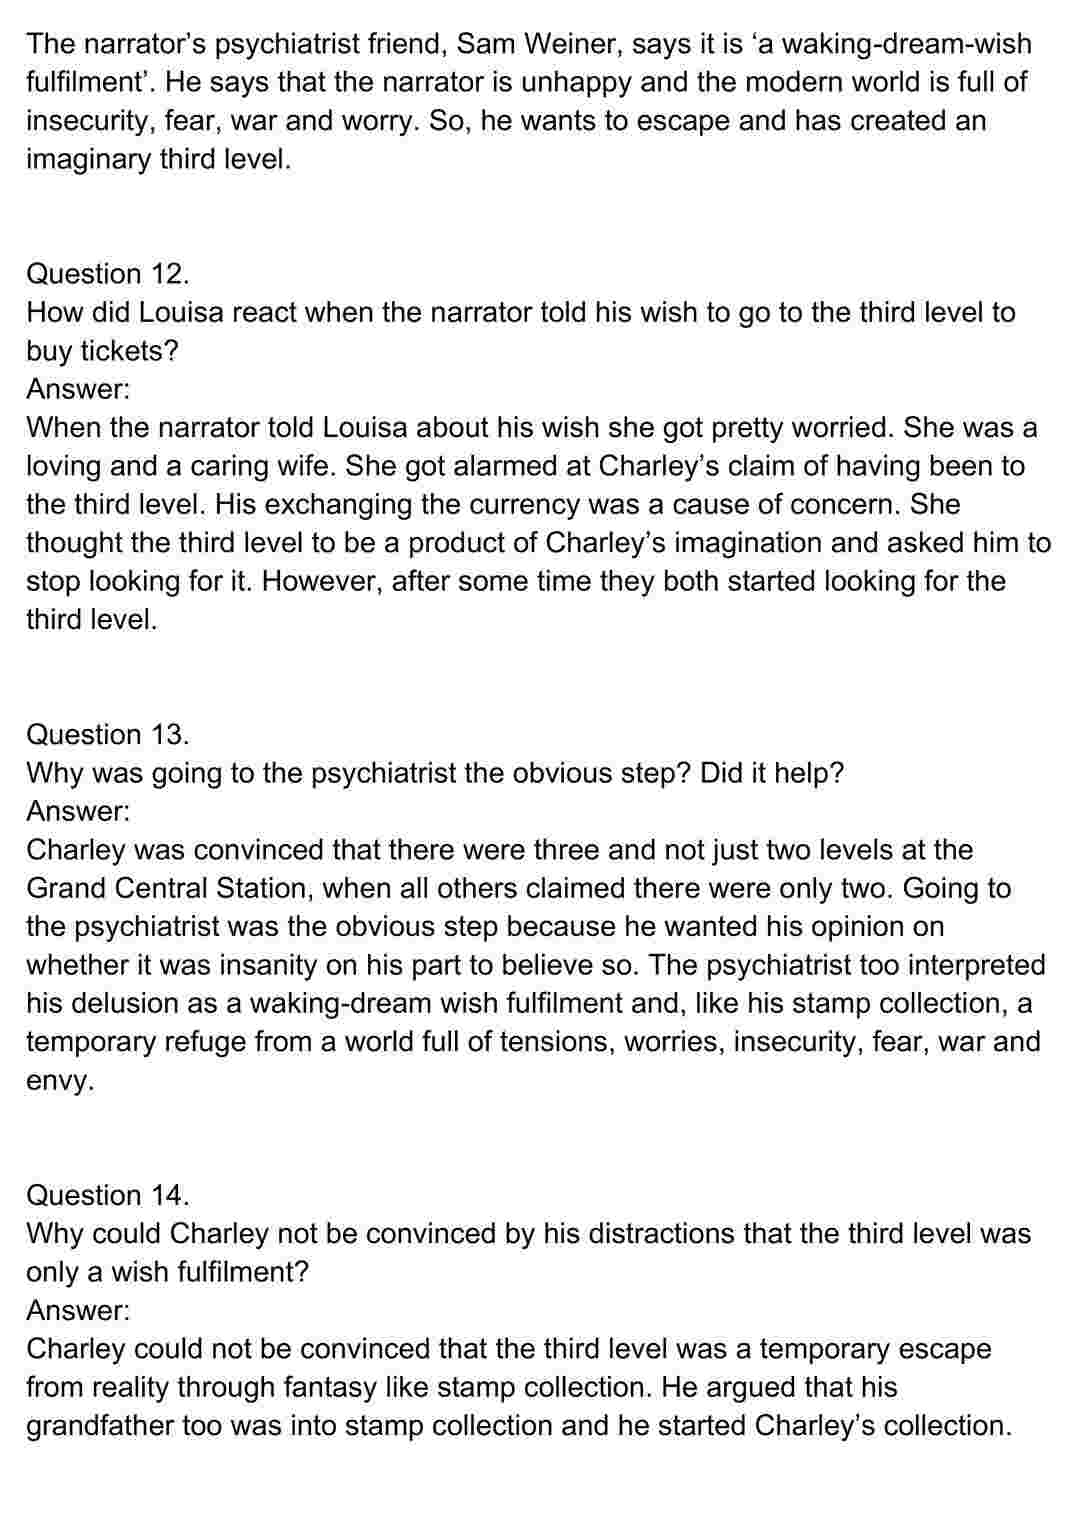 The narrator’s psychiatrist friend, Sam Weiner, says it is ‘a waking-dream-wish
fulfilment’. He says that the narrator is unhappy and the modern world is full of
insecurity, fear, war and worry. So, he wants to escape and has created an
imaginary third level.
Question 12.
How did Louisa react when the narrator told his wish to go to the third level to
buy tickets?
Answer:
When the narrator told Louisa about his wish she got pretty worried. She was a
loving and a caring wife. She got alarmed at Charley’s claim of having been to
the third level. His exchanging the currency was a cause of concern. She
thought the third level to be a product of Charley’s imagination and asked him to
stop looking for it. However, after some time they both started looking for the
third level.
Question 13.
Why was going to the psychiatrist the obvious step? Did it help?
Answer:
Charley was convinced that there were three and not just two levels at the
Grand Central Station, when all others claimed there were only two. Going to
the psychiatrist was the obvious step because he wanted his opinion on
whether it was insanity on his part to believe so. The psychiatrist too interpreted
his delusion as a waking-dream wish fulfilment and, like his stamp collection, a
temporary refuge from a world full of tensions, worries, insecurity, fear, war and
envy.
Question 14.
Why could Charley not be convinced by his distractions that the third level was
only a wish fulfilment?
Answer:
Charley could not be convinced that the third level was a temporary escape
from reality through fantasy like stamp collection. He argued that his
grandfather too was into stamp collection and he started Charley’s collection.